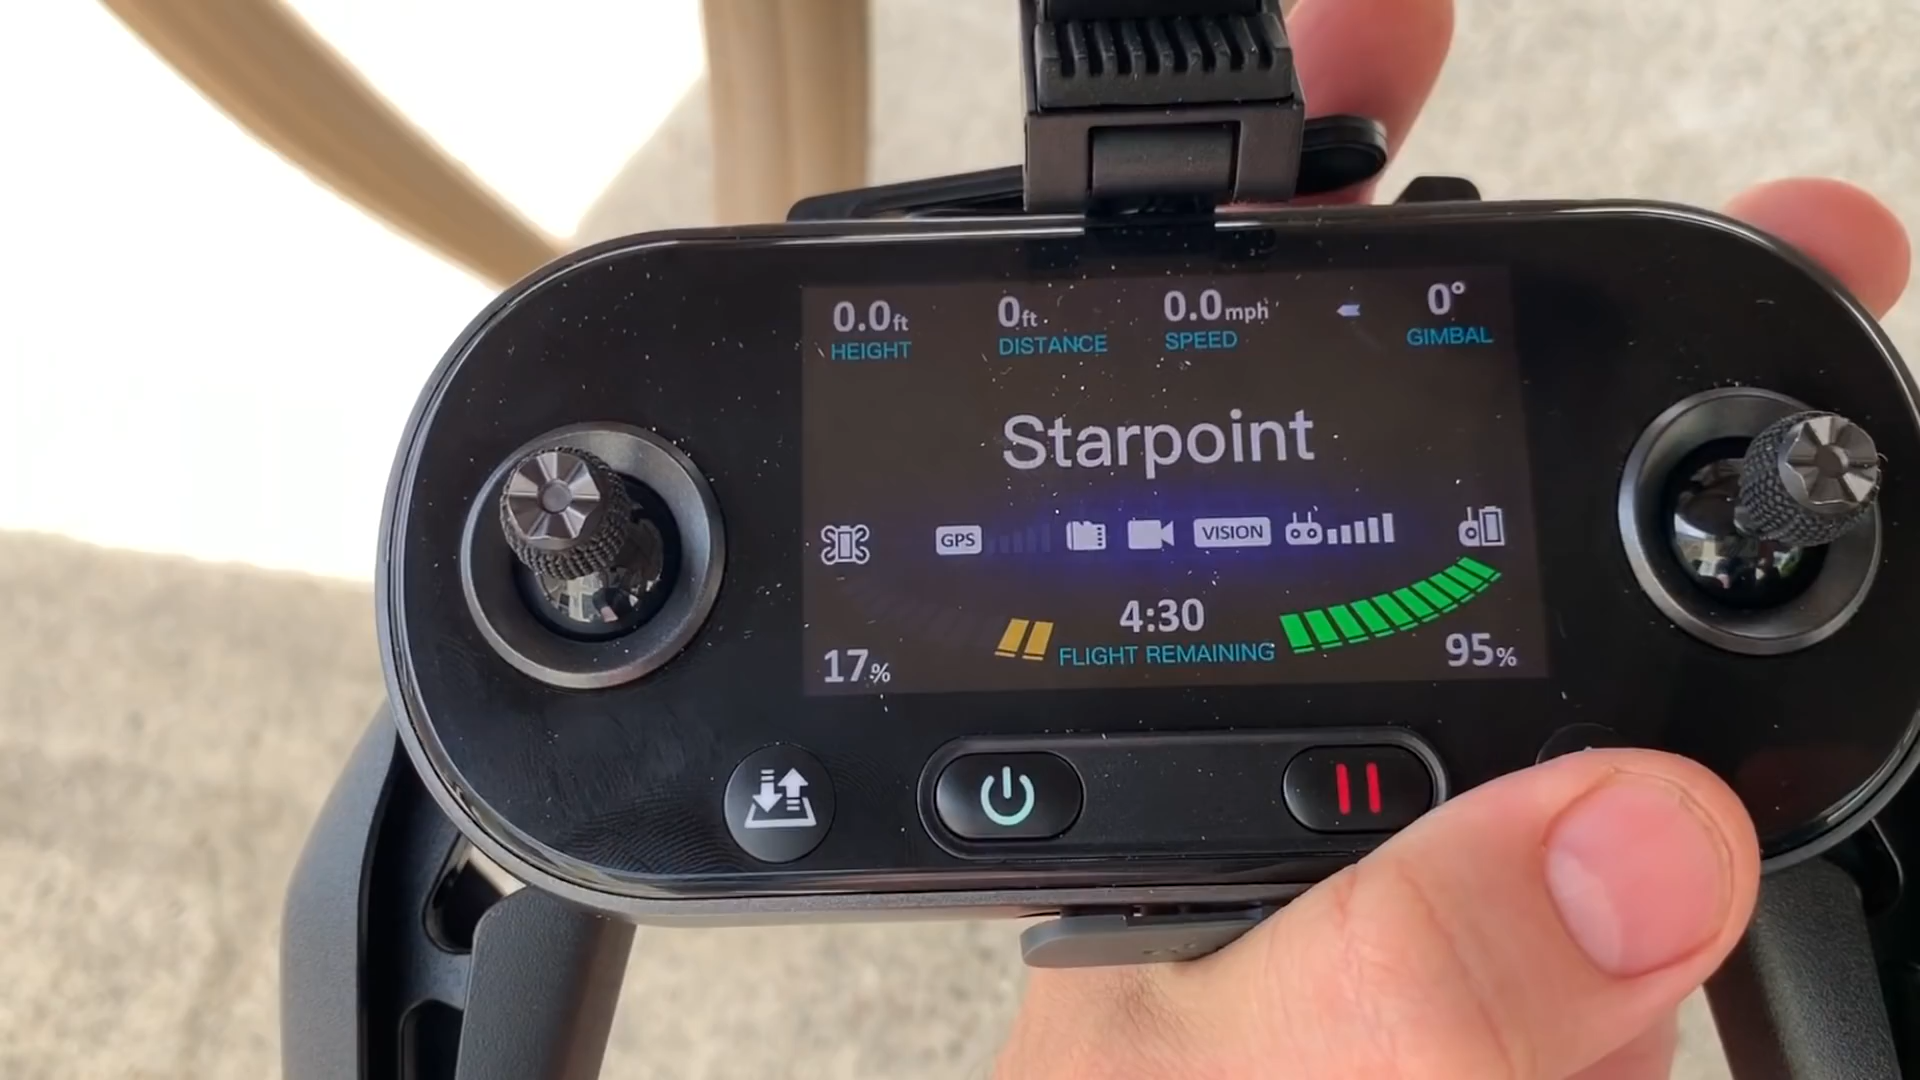 0.0ft 0ft 0.0mph 0°
HEIGHT DISTANCE SPEED GIMBAL
Starpoint
GPS VISION
4:30
FLIGHT REMAINING
17% 95%